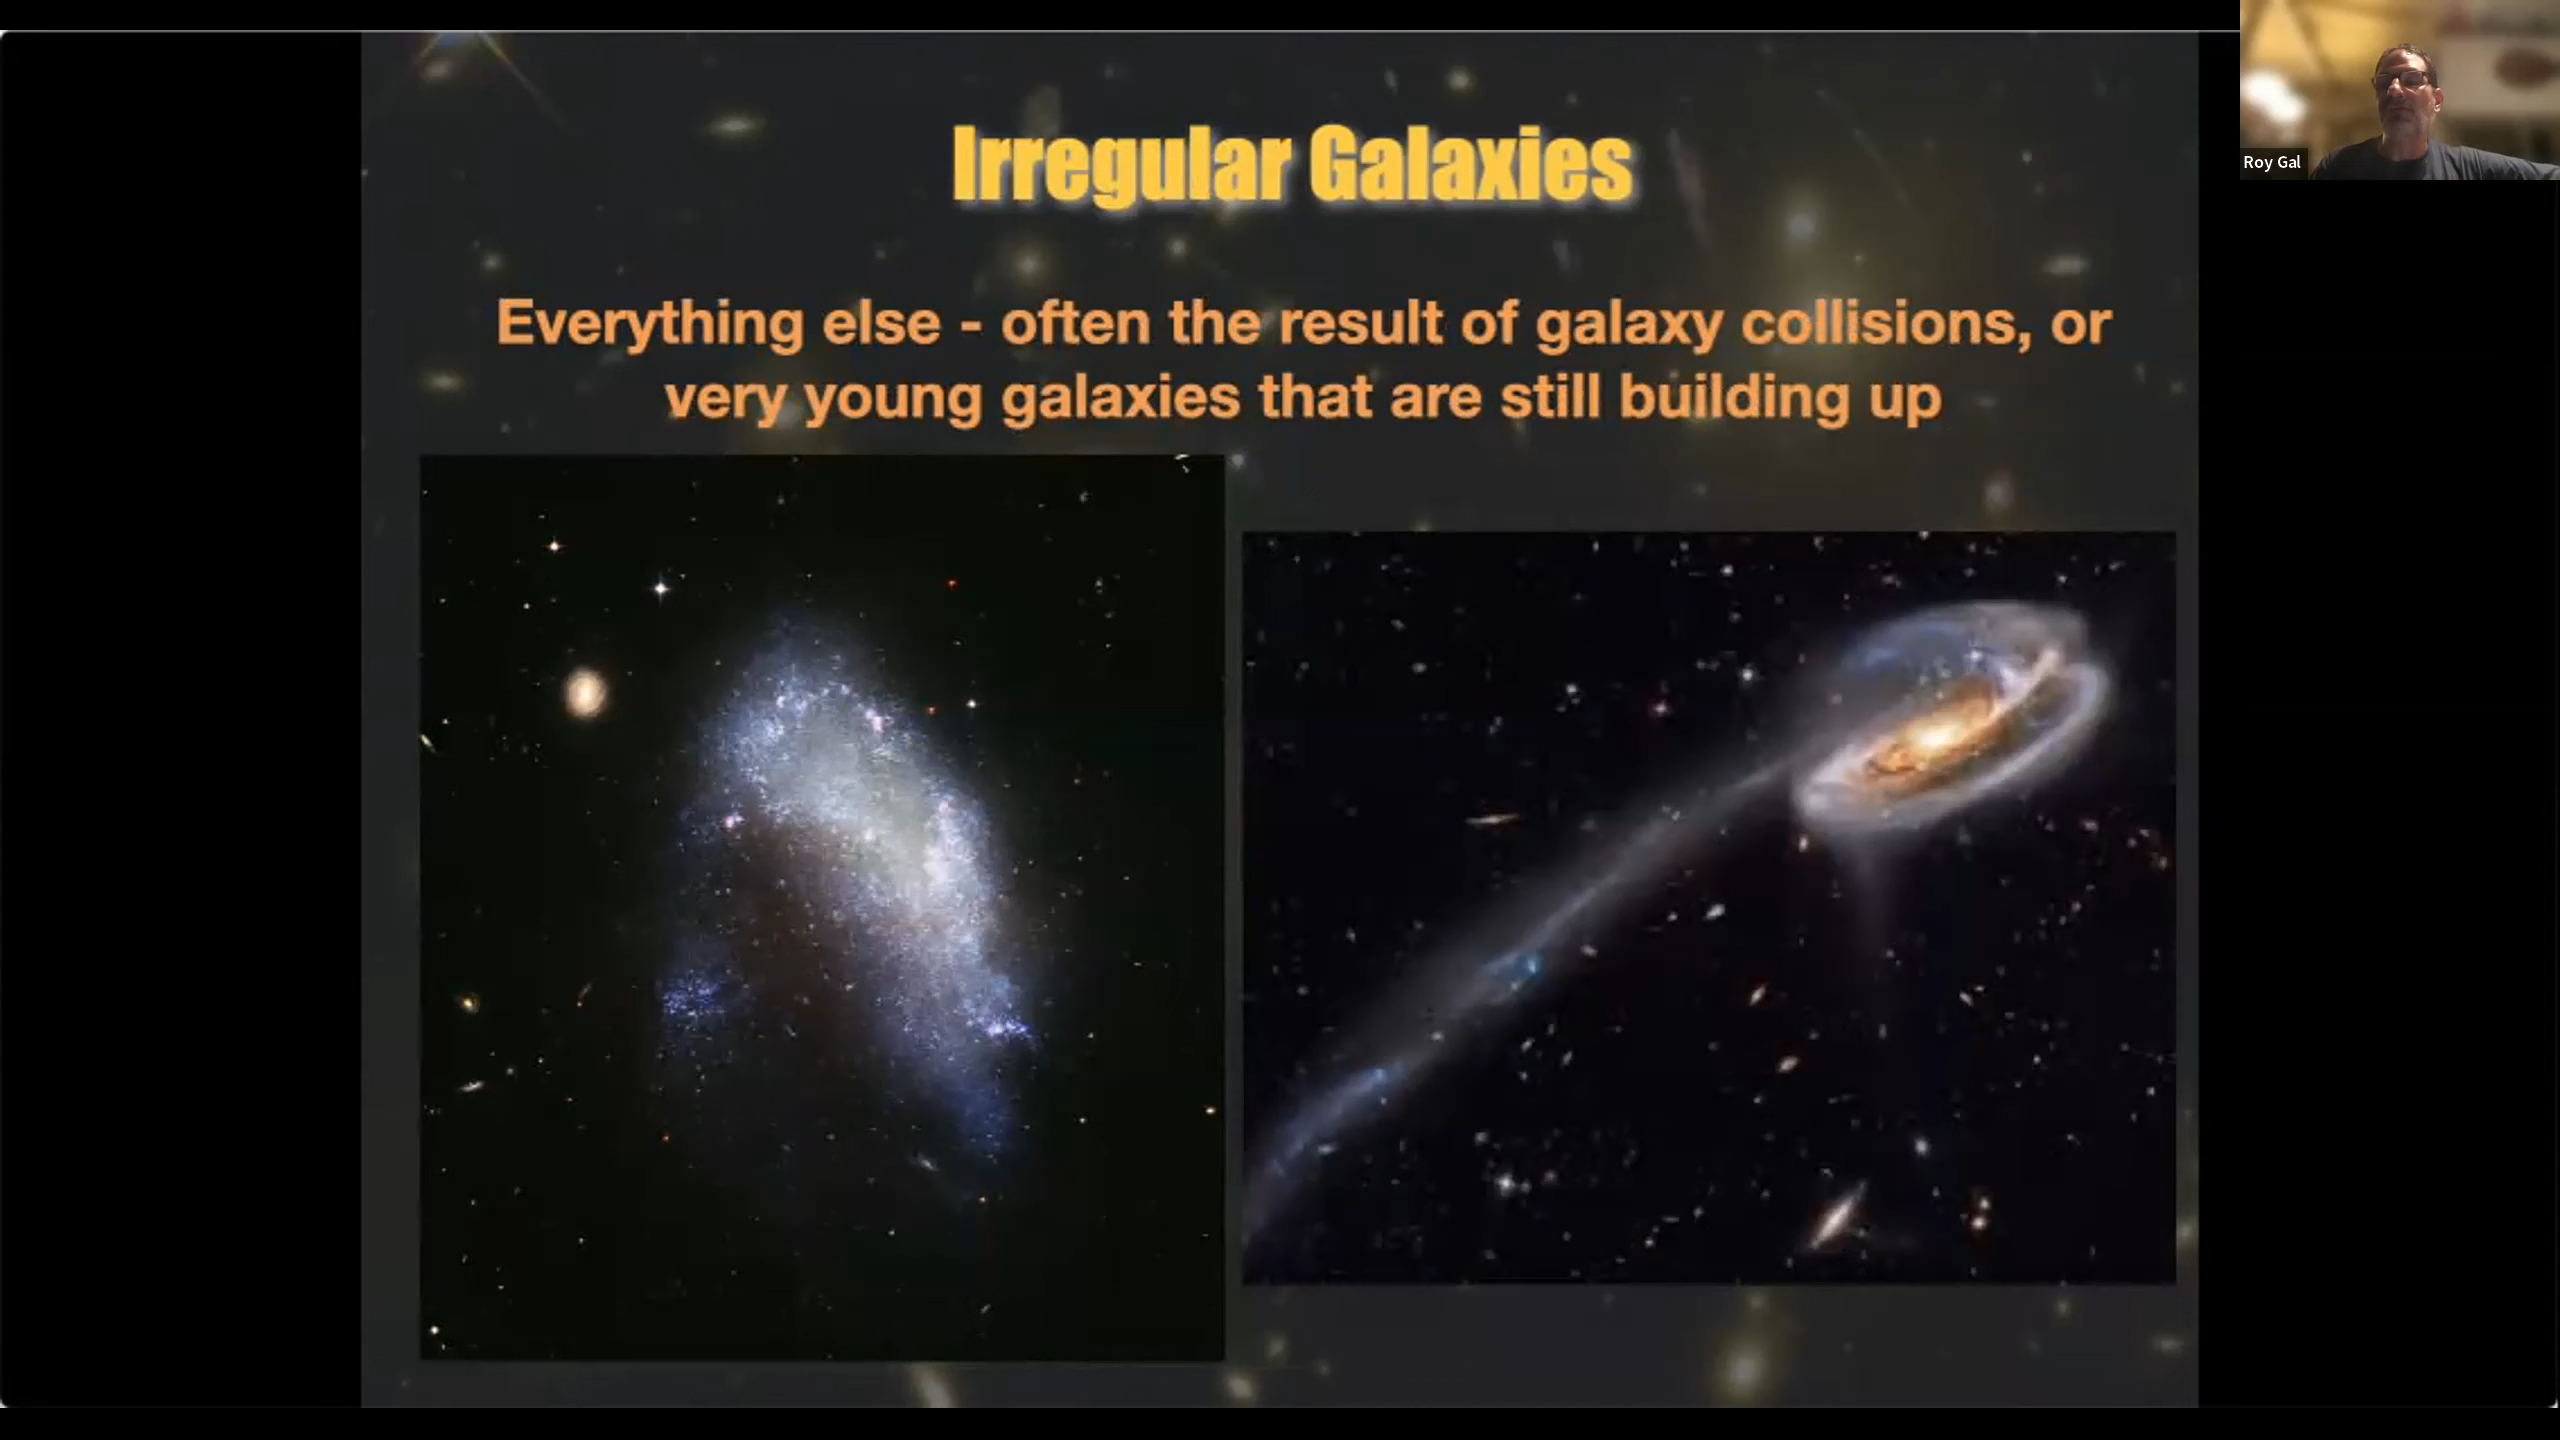 Irregular Galaxies
Everything else - often the result of galaxy collisions, or
very young galaxies that are still building up
Roy Gal